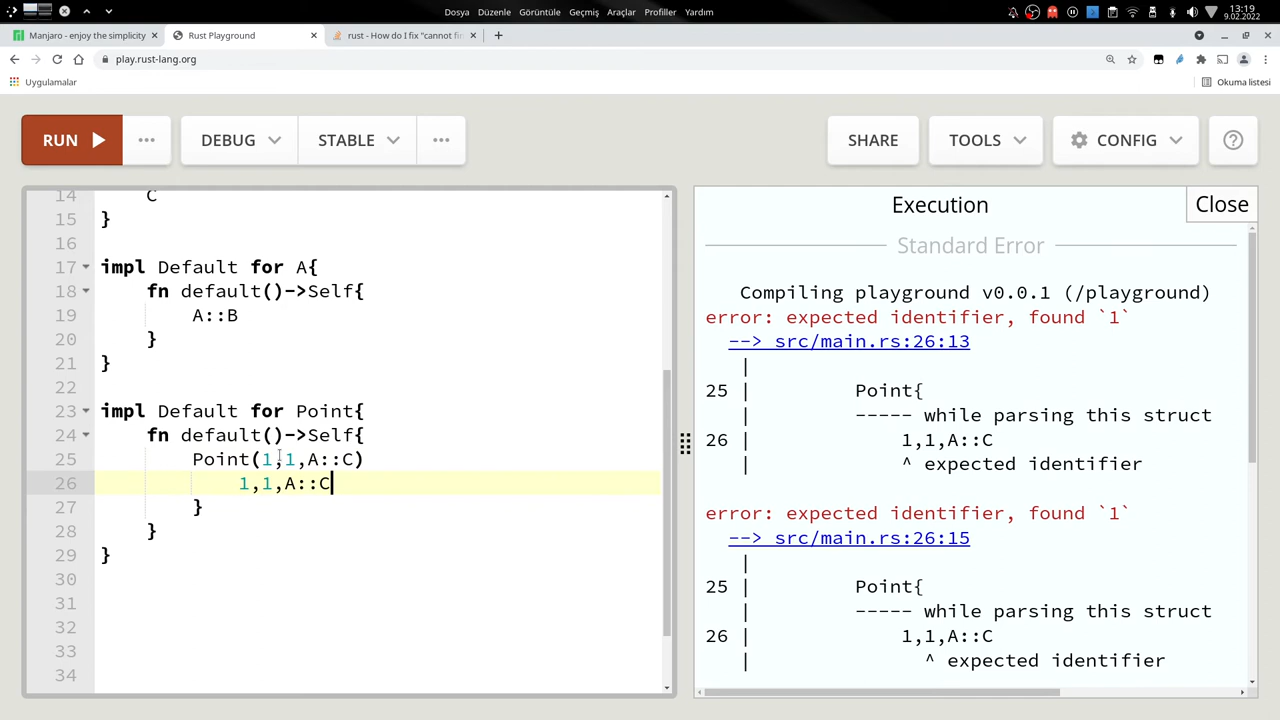 Dosya Düzenle Görüntüle Geçmiş Araçlar Profiller Yardım
13:19
9.02.2022
Manjaro - enjoy the simplicity
Rust Playground
rust - How do I fix "cannot fi
play.rust-lang.org
Uygulamalar
Okuma listesi
RUN
DEBUG
STABLE
SHARE
TOOLS
CONFIG
14 C
15 }
16
17 impl Default for A{
18 fn default()->Self{
19 A::B
20 }
21 }
22
23 impl Default for Point{
24 fn default()->Self{
25 Point(1,1,A::C)
26 1,1,A::C
27 }
28 }
29 }
30
31
32
33
34
Execution
Close
Standard Error
Compiling playground v0.0.1 (/playground)
error: expected identifier, found `1`
--> src/main.rs:26:13
|
25 | Point{
| ----- while parsing this struct
26 | 1,1,A::C
| ^ expected identifier
error: expected identifier, found `1`
--> src/main.rs:26:15
|
25 | Point{
| ----- while parsing this struct
26 | 1,1,A::C
| ^ expected identifier